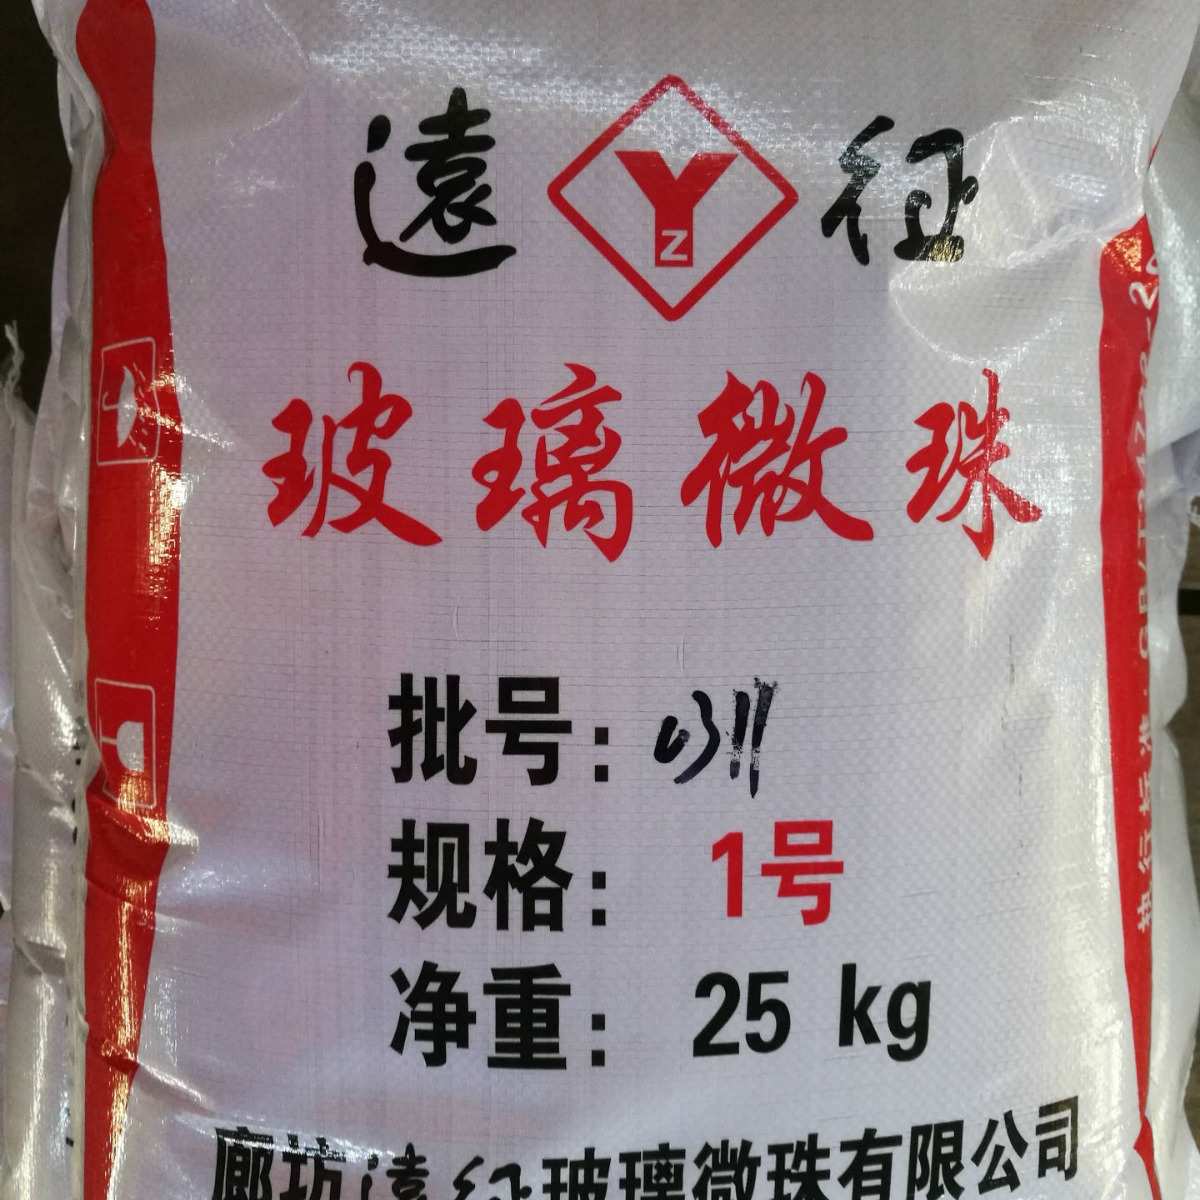 遠 YZ 征
玻璃微珠
批号: 0311
规格: 1号
净重: 25 kg
廊坊遠征玻璃微珠有限公司